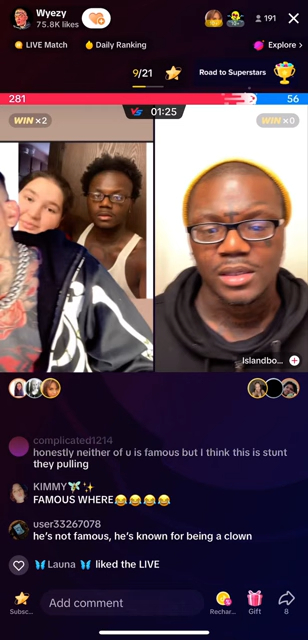 Wyezy
75.8K likes
191
LIVE Match
Daily Ranking
Explore >
9/21
Road to Superstars
281
56
WIN ×2
VS
01:25
WIN ×0
Islandbo...
complicated1214
honestly neither of u is famous but I think this is stunt
they pulling
KIMMY💸✨
FAMOUS WHERE😂😂😂😂
user33267078
he's not famous, he's known for being a clown
🦋Launa 🦋 liked the LIVE
Subsc...
Add comment
Rechar...
Gift
8